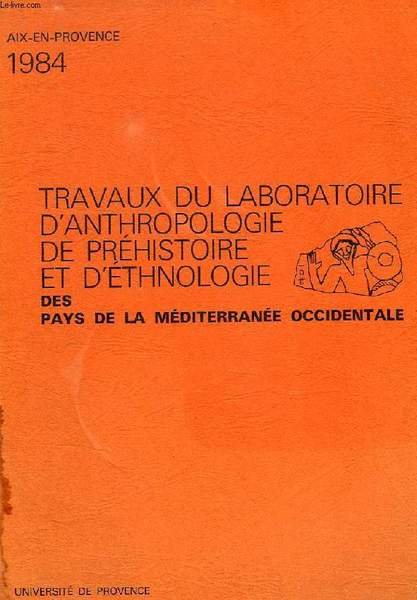 Le-livre.com
AIX-EN-PROVENCE
1984
TRAVAUX DU LABORATOIRE
D'ANTHROPOLOGIE
DE PRÉHISTOIRE
ET D'ÉTHNOLOGIE
DES
PAYS DE LA MÉDITERRANÉE OCCIDENTALE
UNIVERSITÉ DE PROVENCE